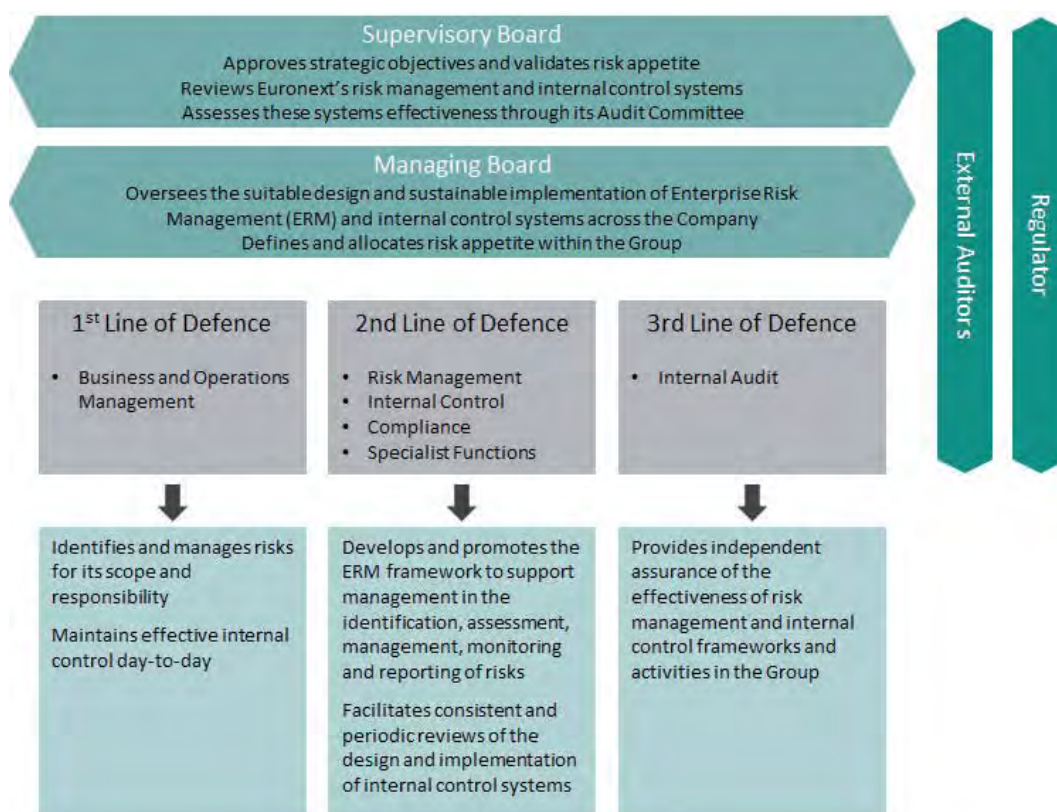 Supervisory Board
Approves strategic objectives and validates risk appetite
Reviews Euronext's risk management and internal control systems
Assesses these systems effectiveness through its Audit Committee
Managing Board
Oversees the suitable design and sustainable implementation of Enterprise Risk
Management (ERM) and internal control systems across the Company
Defines and allocates risk appetite within the Group
External Auditors
Regulator
1st Line of Defence
• Business and Operations
Management
2nd Line of Defence
• Risk Management
• Internal Control
• Compliance
• Specialist Functions
3rd Line of Defence
• Internal Audit
Identifies and manages risks
for its scope and
responsibility
Maintains effective internal
control day-to-day
Develops and promotes the
ERM framework to support
management in the
identification, assessment,
management, monitoring
and reporting of risks
Facilitates consistent and
periodic reviews of the
design and implementation
of internal control systems
Provides independent
assurance of the
effectiveness of risk
management and internal
control frameworks and
activities in the Group